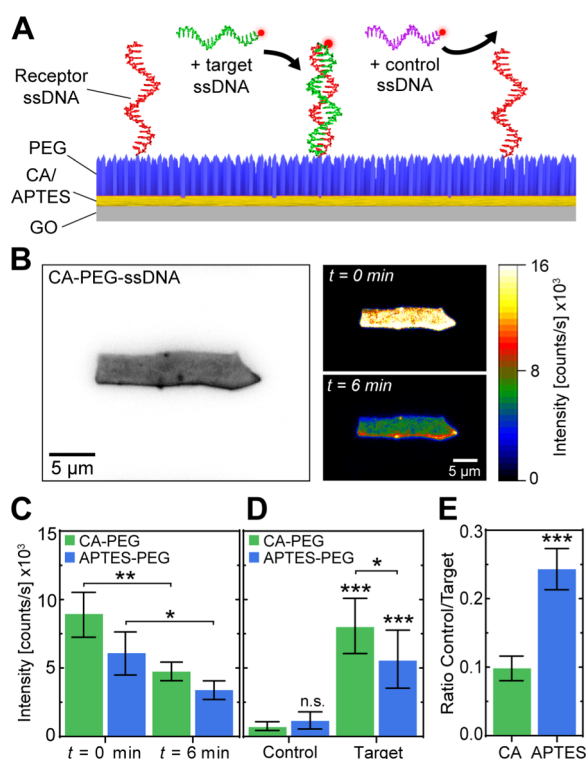 A
+ target
ssDNA
+ control
ssDNA
Receptor
ssDNA
PEG
CA/
APTES
GO
B
CA-PEG-ssDNA
5 µm
t = 0 min
t = 6 min
5 µm
16
8
0
Intensity [counts/s] x10³
C
Intensity [counts/s] x10³
15
10
5
0
CA-PEG
APTES-PEG
**
*
t = 0 min
t = 6 min
D
CA-PEG
APTES-PEG
n.s.
***
*
***
Control
Target
E
Ratio Control/Target
0.3
0.2
0.1
0.0
***
CA
APTES